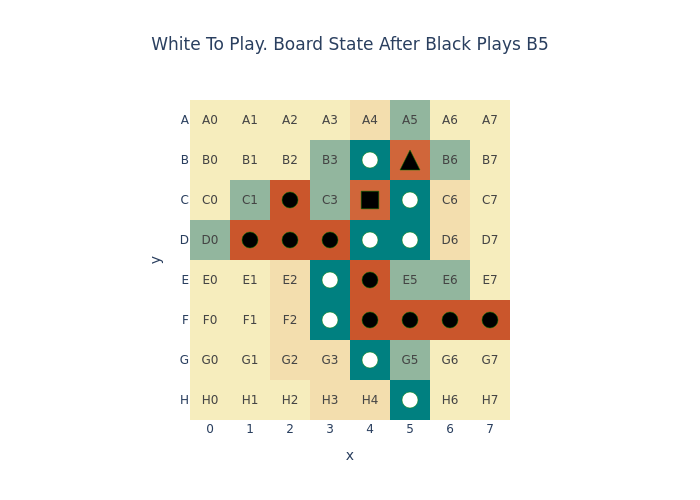 White To Play. Board State After Black Plays B5
A A0 A1 A2 A3 A4 A5 A6 A7
B B0 B1 B2 B3 B6 B7
C C0 C1 C3 C6 C7
y
D D0 D6 D7
E E0 E1 E2 E5 E6 E7
F F0 F1 F2
G G0 G1 G2 G3 G5 G6 G7
H H0 H1 H2 H3 H4 H6 H7
0 1 2 3 4 5 6 7
x